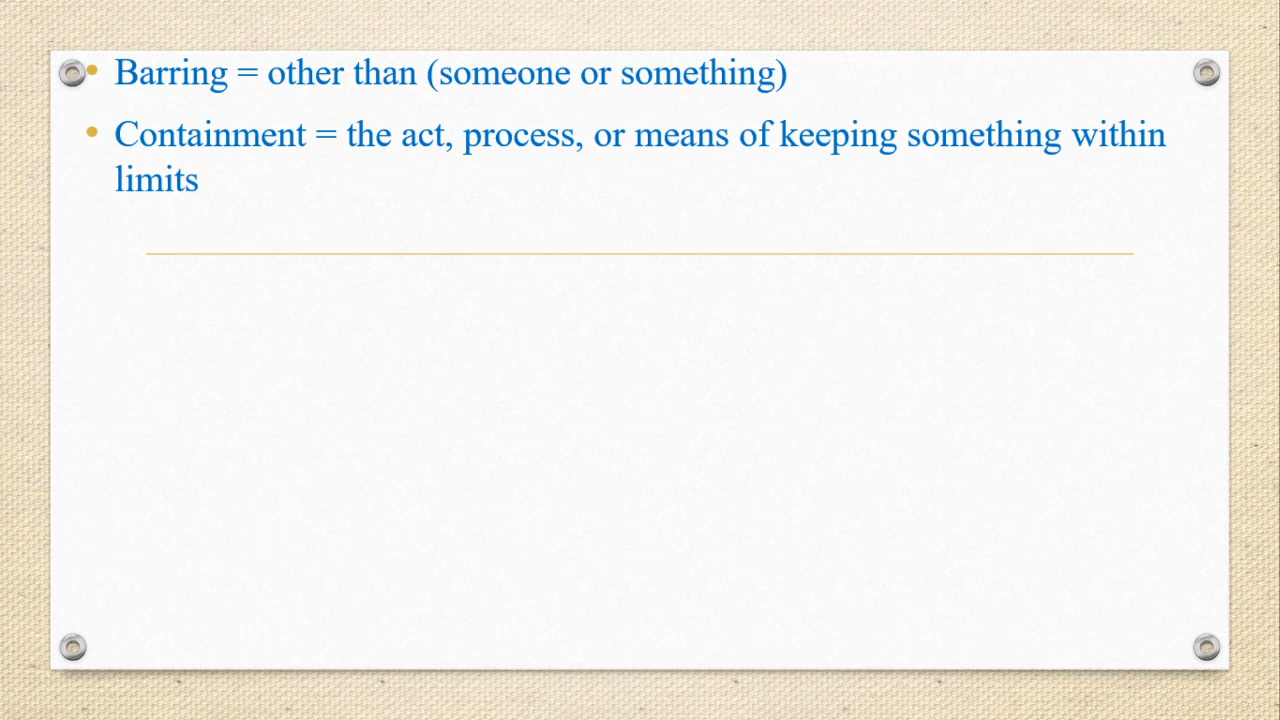 • Barring = other than (someone or something)
• Containment = the act, process, or means of keeping something within
limits